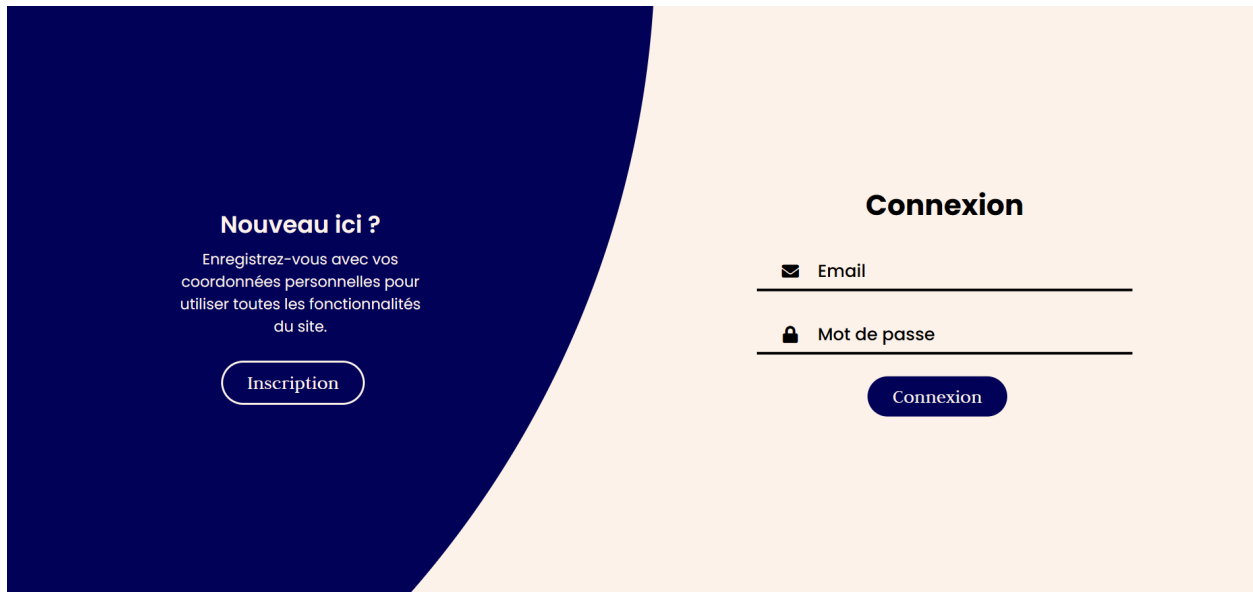 Nouveau ici ?
Enregistrez-vous avec vos
coordonnées personnelles pour
utiliser toutes les fonctionnalités
du site.
Inscription
Connexion
Email
Mot de passe
Connexion